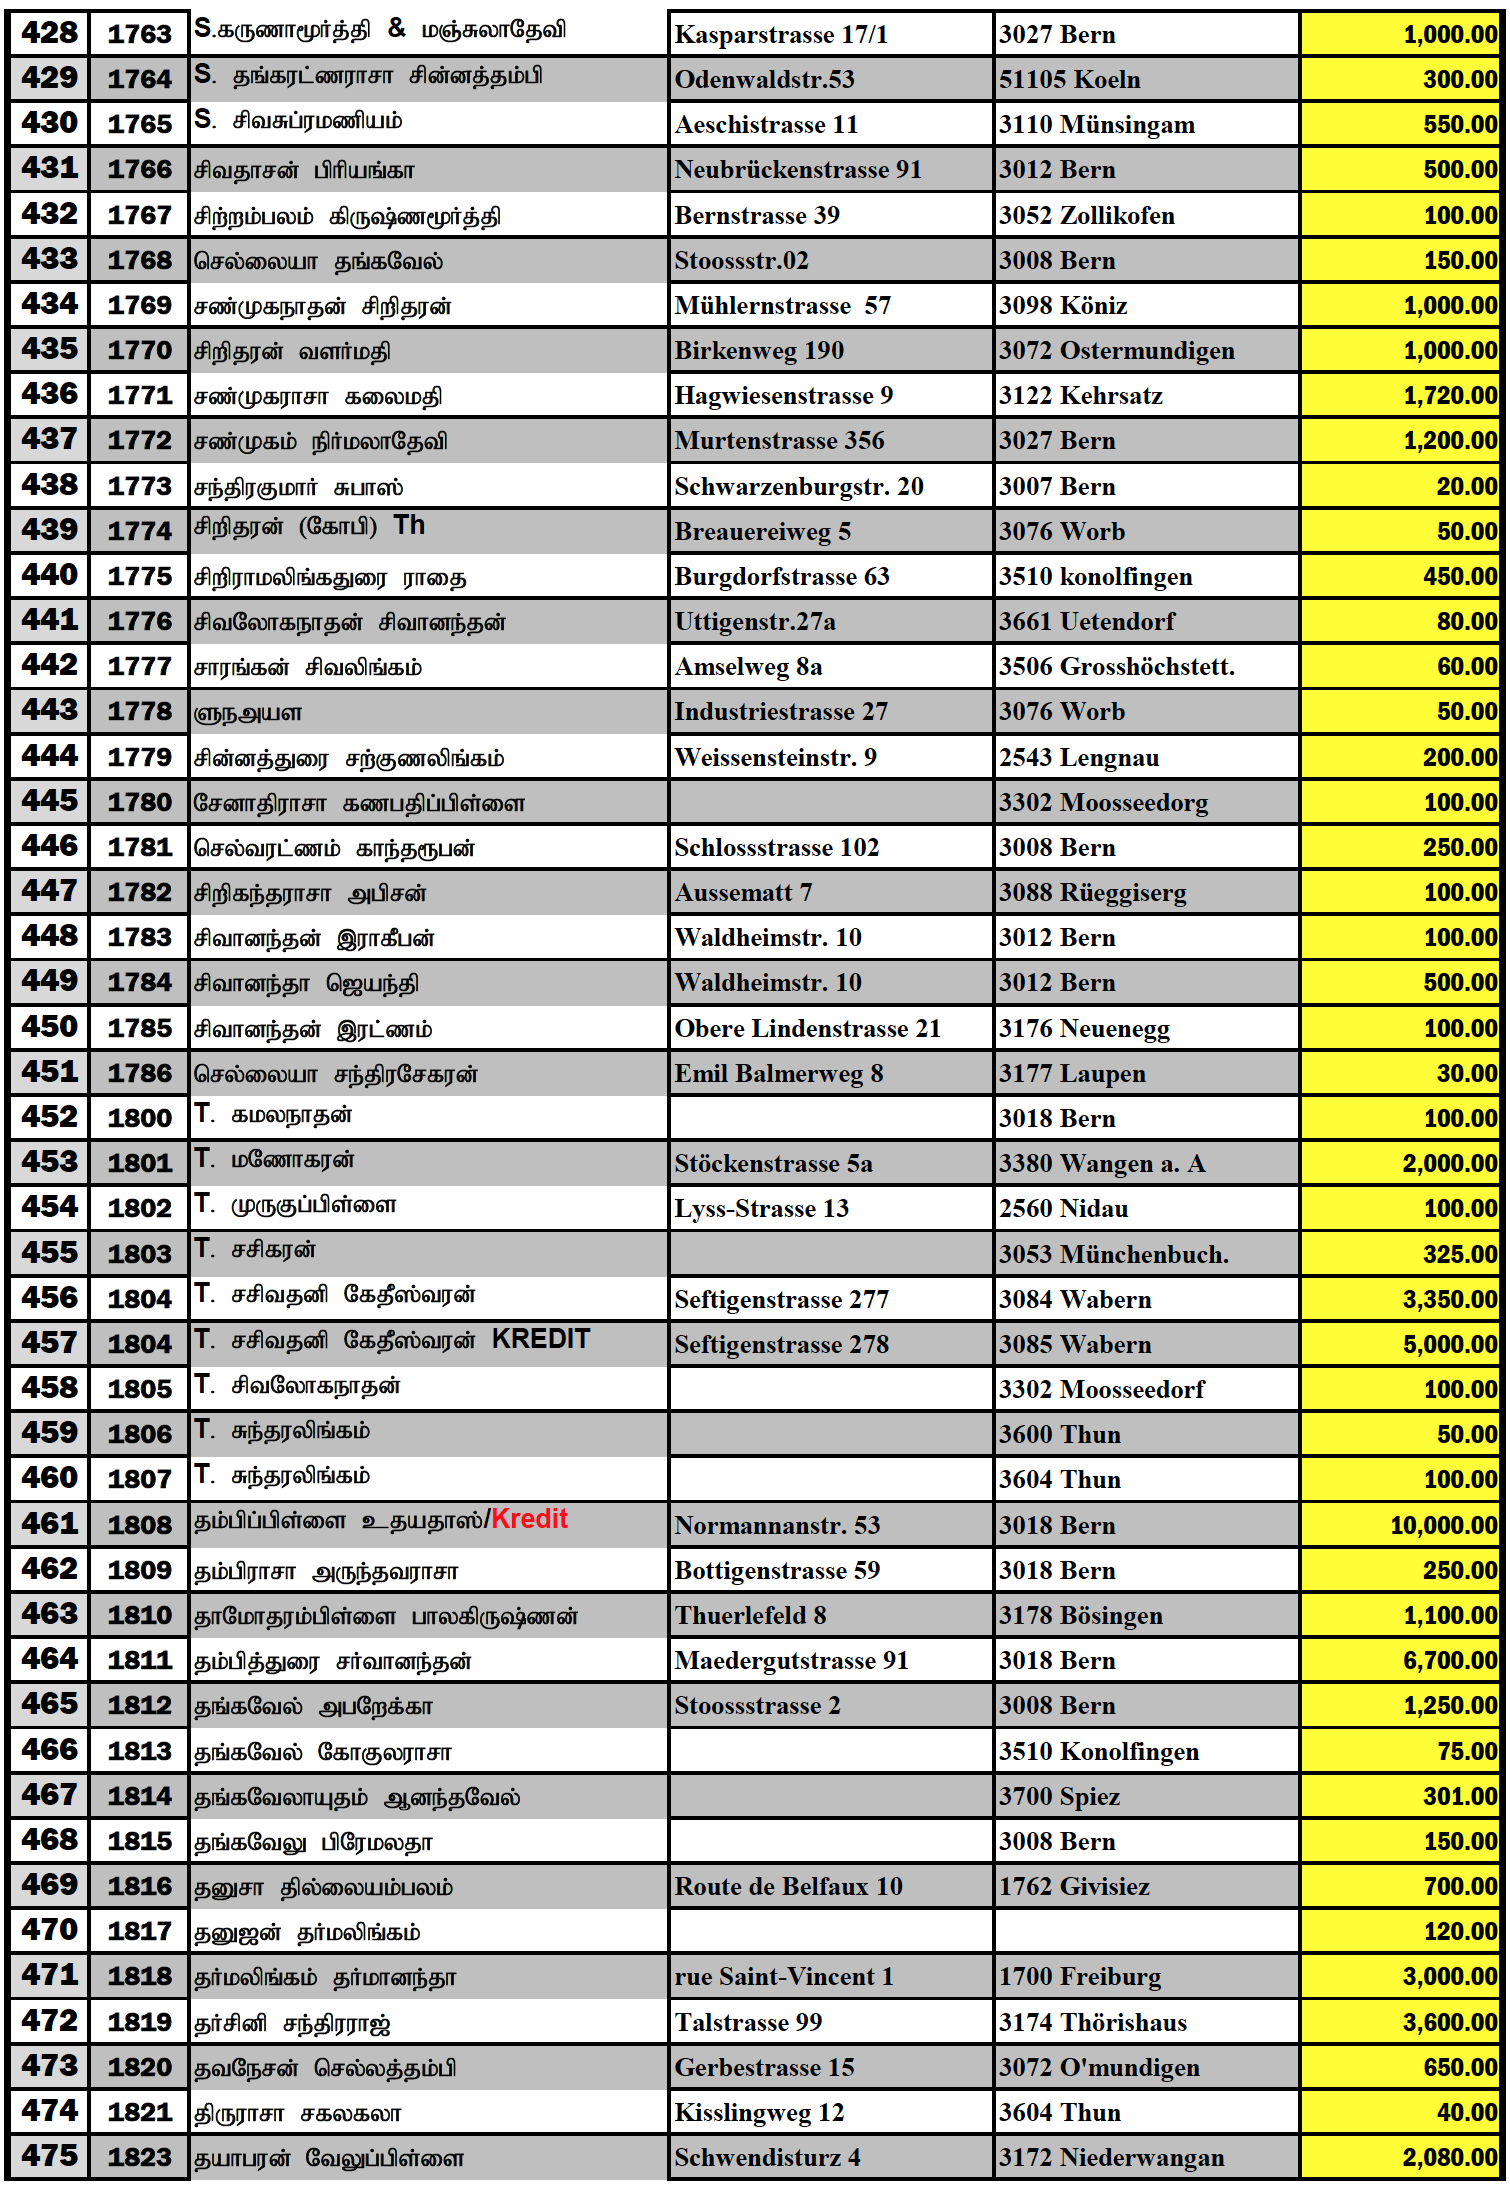 428 1763 S.கருணாமூர்த்தி & மஞ்சுலாதேவி Kasparstrasse 17/1 3027 Bern 1,000.00
429 1764 S. தங்கரட்ணராசா சின்னத்தம்பி Odenwaldstr.53 51105 Koeln 300.00
430 1765 S. சிவசுப்ரமணியம் Aeschistrasse 11 3110 Münsingam 550.00
431 1766 சிவதாசன் பிரியங்கா Neubrückenstrasse 91 3012 Bern 500.00
432 1767 சிற்றம்பலம் கிருஷ்ணமூர்த்தி Bernstrasse 39 3052 Zollikofen 100.00
433 1768 செல்லையா தங்கவேல் Stoossstr.02 3008 Bern 150.00
434 1769 சண்முகநாதன் சிறிதரன் Mühlernstrasse 57 3098 Köniz 1,000.00
435 1770 சிறிதரன் வளர்மதி Birkenweg 190 3072 Ostermundigen 1,000.00
436 1771 சண்முகராசா கலைமதி Hagwiesenstrasse 9 3122 Kehrsatz 1,720.00
437 1772 சண்முகம் நிர்மலாதேவி Murtenstrasse 356 3027 Bern 1,200.00
438 1773 சந்திரகுமார் சுபாஸ் Schwarzenburgstr. 20 3007 Bern 20.00
439 1774 சிறிதரன் (கோபி) Th Breauereiweg 5 3076 Worb 50.00
440 1775 சிறிராமலிங்கதுரை ராதை Burgdorfstrasse 63 3510 konolfingen 450.00
441 1776 சிவலோகநாதன் சிவானந்தன் Uttigenstr.27a 3661 Uetendorf 80.00
442 1777 சாரங்கன் சிவலிங்கம் Amselweg 8a 3506 Grosshöchstett. 60.00
443 1778 ளுநஅயள Industriestrasse 27 3076 Worb 50.00
444 1779 சின்னத்துரை சற்குணலிங்கம் Weissensteinstr. 9 2543 Lengnau 200.00
445 1780 சேனாதிராசா கணபதிப்பிள்ளை 3302 Moosseedorg 100.00
446 1781 செல்வரட்ணம் காந்தரூபன் Schlossstrasse 102 3008 Bern 250.00
447 1782 சிறிகந்தராசா அபிசன் Aussematt 7 3088 Rüeggiserg 100.00
448 1783 சிவானந்தன் இராகீபன் Waldheimstr. 10 3012 Bern 100.00
449 1784 சிவானந்தா ஜெயந்தி Waldheimstr. 10 3012 Bern 500.00
450 1785 சிவானந்தன் இரட்ணம் Obere Lindenstrasse 21 3176 Neuenegg 100.00
451 1786 செல்லையா சந்திரசேகரன் Emil Balmerweg 8 3177 Laupen 30.00
452 1800 T. கமலநாதன் 3018 Bern 100.00
453 1801 T. மணோகரன் Stöckenstrasse 5a 3380 Wangen a. A 2,000.00
454 1802 T. முருகுப்பிள்ளை Lyss-Strasse 13 2560 Nidau 100.00
455 1803 T. சசிகரன் 3053 Münchenbuch. 325.00
456 1804 T. சசிவதனி கேதீஸ்வரன் Seftigenstrasse 277 3084 Wabern 3,350.00
457 1804 T. சசிவதனி கேதீஸ்வரன் KREDIT Seftigenstrasse 278 3085 Wabern 5,000.00
458 1805 T. சிவலோகநாதன் 3302 Moosseedorf 100.00
459 1806 T. சுந்தரலிங்கம் 3600 Thun 50.00
460 1807 T. சுந்தரலிங்கம் 3604 Thun 100.00
461 1808 தம்பிப்பிள்ளை உதயதாஸ்/Kredit Normannanstr. 53 3018 Bern 10,000.00
462 1809 தம்பிராசா அருந்தவராசா Bottigenstrasse 59 3018 Bern 250.00
463 1810 தாமோதரம்பிள்ளை பாலகிருஷ்ணன் Thuerlefeld 8 3178 Bösingen 1,100.00
464 1811 தம்பித்துரை சர்வானந்தன் Maedergutstrasse 91 3018 Bern 6,700.00
465 1812 தங்கவேல் அபறேக்கா Stoossstrasse 2 3008 Bern 1,250.00
466 1813 தங்கவேல் கோகுலராசா 3510 Konolfingen 75.00
467 1814 தங்கவேலாயுதம் ஆனந்தவேல் 3700 Spiez 301.00
468 1815 தங்கவேலு பிரேமலதா 3008 Bern 150.00
469 1816 தனுசா தில்லையம்பலம் Route de Belfaux 10 1762 Givisiez 700.00
470 1817 தனுஜன் தர்மலிங்கம் 120.00
471 1818 தர்மலிங்கம் தர்மானந்தா rue Saint-Vincent 1 1700 Freiburg 3,000.00
472 1819 தர்சினி சந்திரராஜ் Talstrasse 99 3174 Thörishaus 3,600.00
473 1820 தவநேசன் செல்லத்தம்பி Gerbestrasse 15 3072 O'mundigen 650.00
474 1821 திருராசா சகலகலா Kisslingweg 12 3604 Thun 40.00
475 1823 தயாபரன் வேலுப்பிள்ளை Schwendisturz 4 3172 Niederwangan 2,080.00